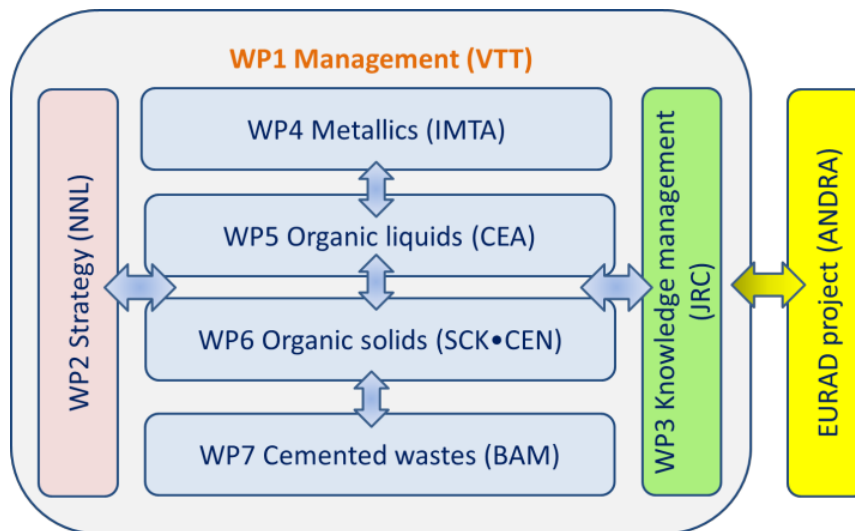 WP1 Management (VTT)
WP2 Strategy (NNL)
WP4 Metallics (IMTA)
WP5 Organic liquids (CEA)
WP6 Organic solids (SCK•CEN)
WP7 Cemented wastes (BAM)
WP3 Knowledge management
(JRC)
EURAD project (ANDRA)